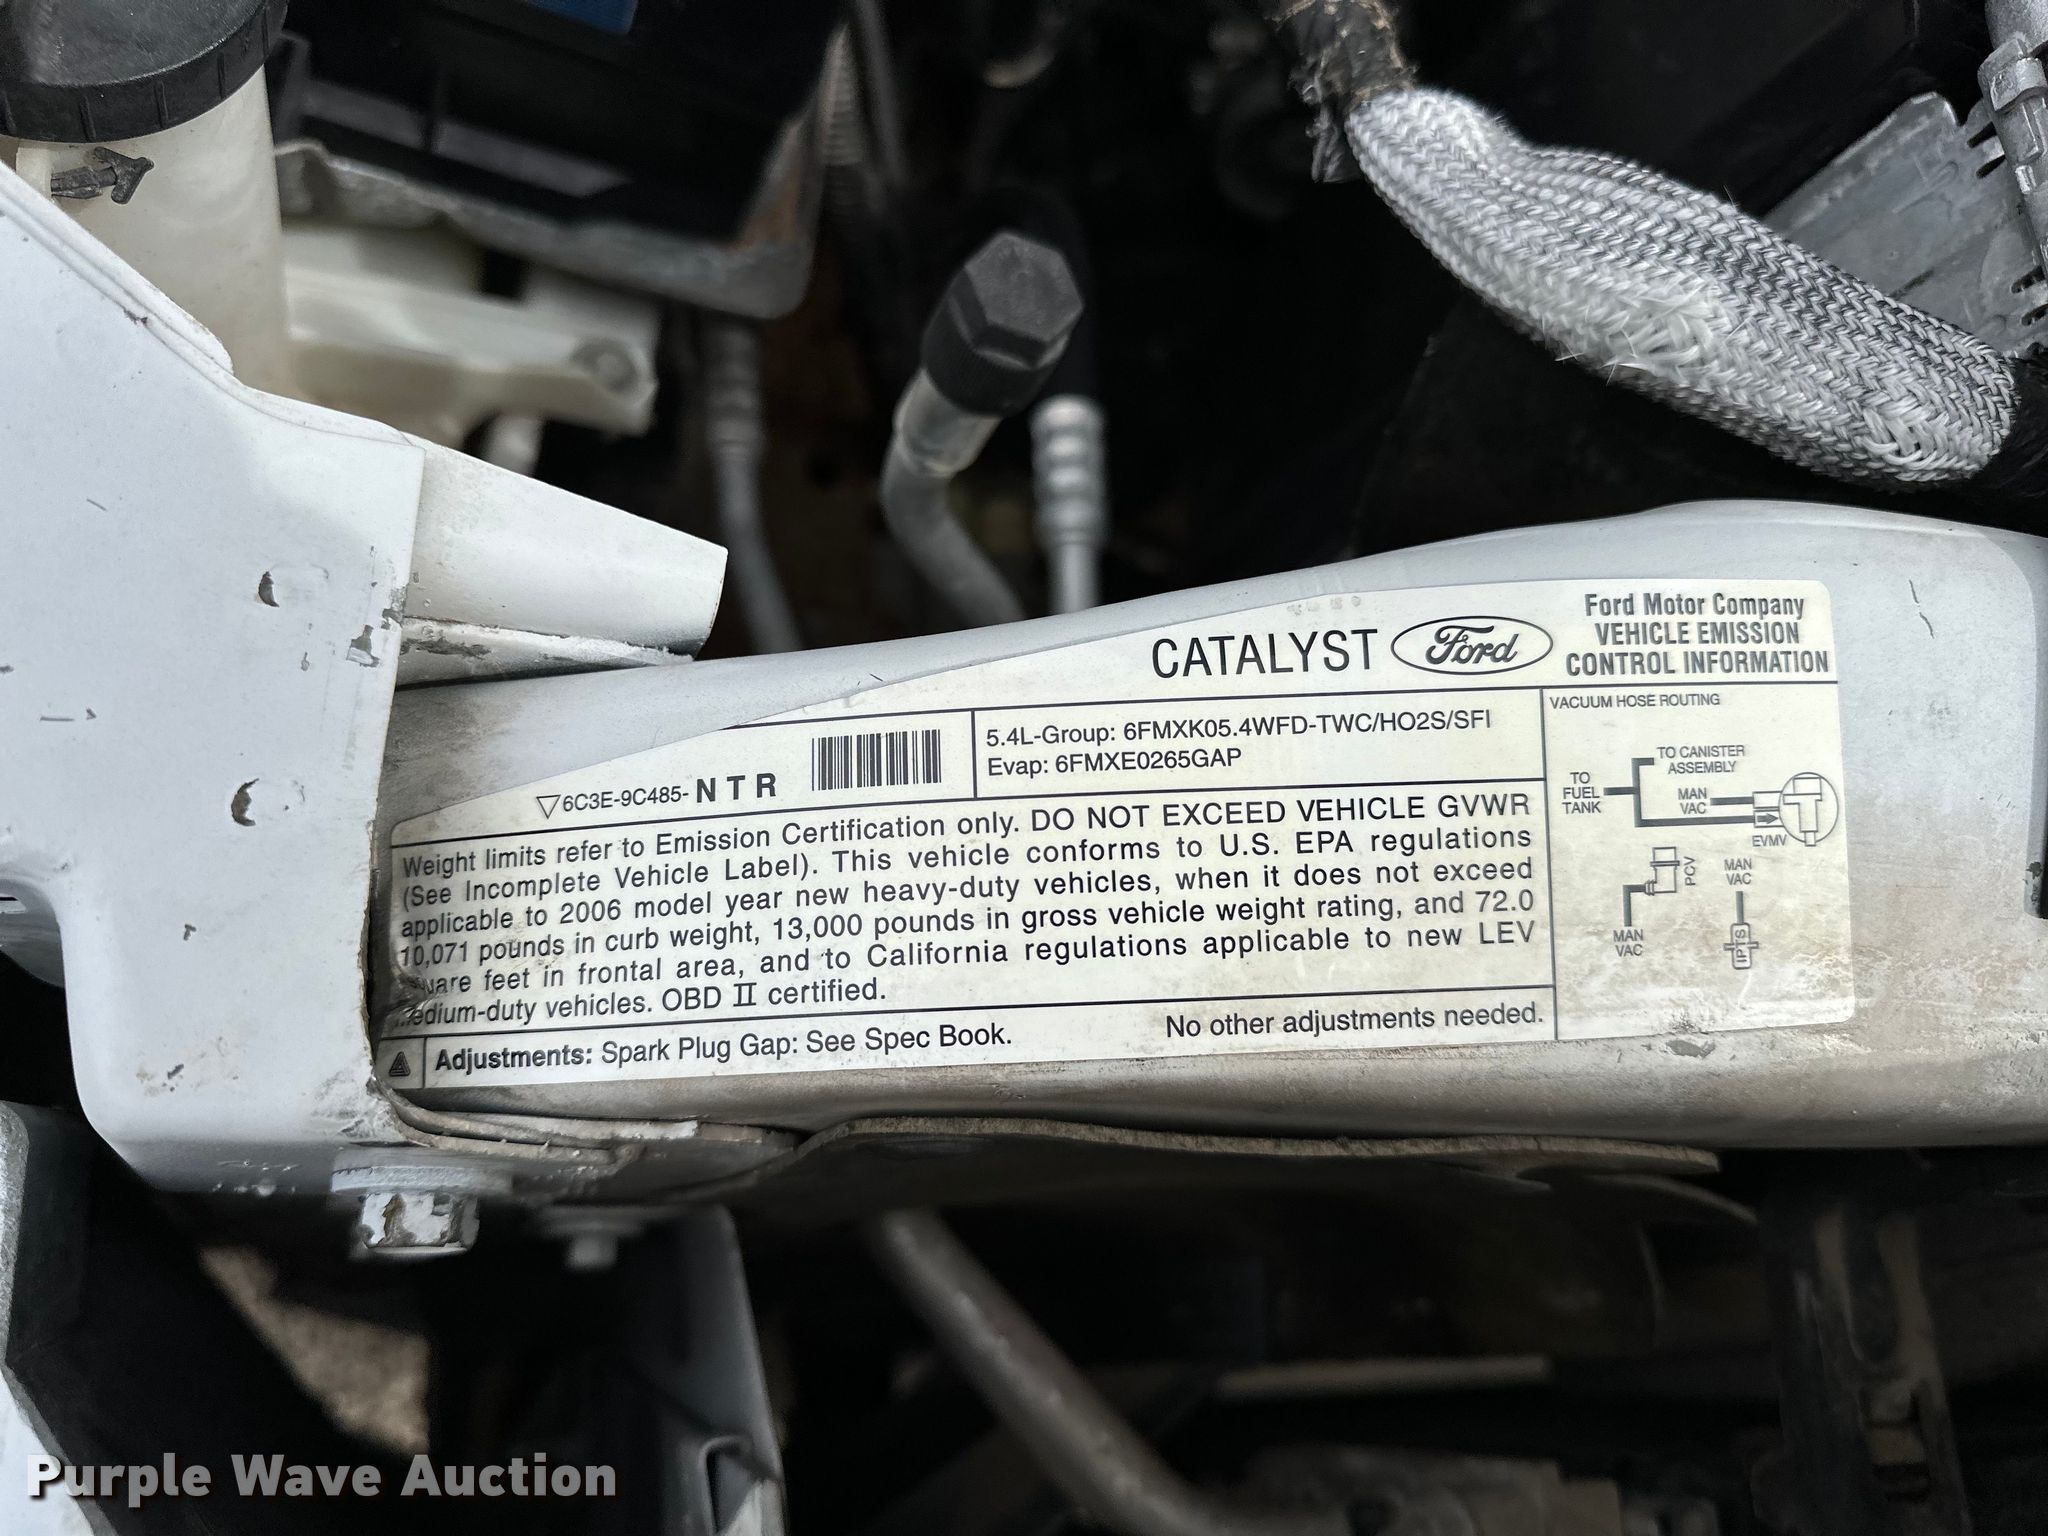 CATALYST Ford
Ford Motor Company
VEHICLE EMISSION
CONTROL INFORMATION
6C3E-9C485- NTR
5.4L-Group: 6FMXK05.4WFD-TWC/HO2S/SFI
Evap: 6FMXE0265GAP
Weight limits refer to Emission Certification only. DO NOT EXCEED VEHICLE GVWR
(See Incomplete Vehicle Label). This vehicle conforms to U.S. EPA regulations
applicable to 2006 model year new heavy-duty vehicles, when it does not exceed
10,071 pounds in curb weight, 13,000 pounds in gross vehicle weight rating, and 72.0
square feet in frontal area, and to California regulations applicable to new LEV
medium-duty vehicles. OBD II certified.
Adjustments: Spark Plug Gap: See Spec Book. No other adjustments needed.
VACUUM HOSE ROUTING
TO CANISTER
ASSEMBLY
TO
FUEL
TANK
MAN
VAC
EVMV
PCV
MAN
VAC
MAN
VAC
IPTS
Purple Wave Auction